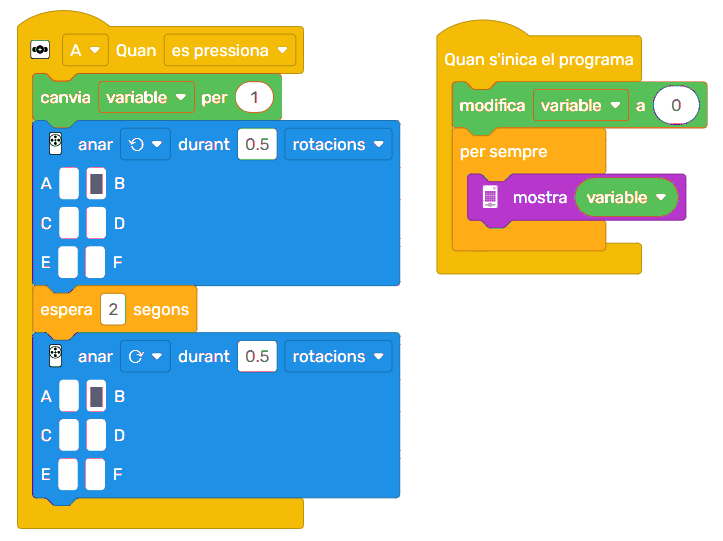 A Quan es pressiona
canvia variable per 1
anar durant 0.5 rotacions
A B
C D
E F
espera 2 segons
anar durant 0.5 rotacions
A B
C D
E F
Quan s'inica el programa
modifica variable a 0
per sempre
mostra variable